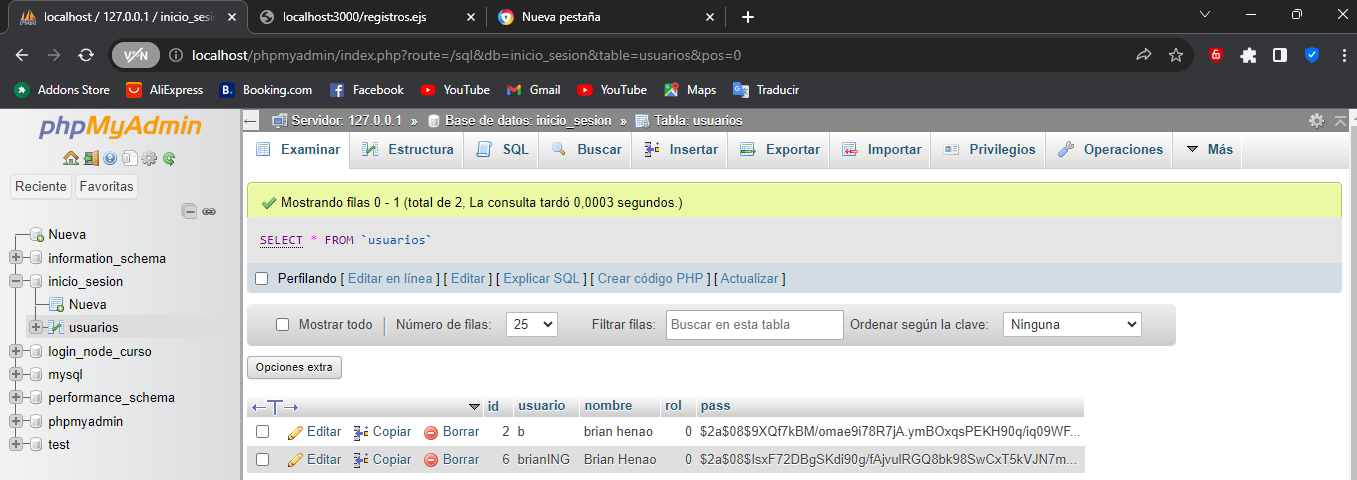 localhost / 127.0.0.1 / inicio_sesi
localhost:3000/registros.ejs
Nueva pestaña
VPN
localhost/phpmyadmin/index.php?route=/sql&db=inicio_sesion&table=usuarios&pos=0
Addons Store AliExpress B. Booking.com Facebook YouTube Gmail YouTube Maps Traducir
phpMyAdmin
Reciente Favoritas
Nueva
information_schema
inicio_sesion
Nueva
usuarios
login_node_curso
mysql
performance_schema
phpmyadmin
test
Servidor: 127.0.0.1 » Base de datos: inicio_sesion » Tabla: usuarios
Examinar Estructura SQL Buscar Insertar Exportar Importar Privilegios Operaciones Más
Mostrando filas 0 - 1 (total de 2, La consulta tardó 0,0003 segundos.)
SELECT * FROM `usuarios`
Perfilando [ Editar en línea ] [ Editar ] [ Explicar SQL ] [ Crear código PHP ] [ Actualizar ]
Mostrar todo Número de filas: 25 Filtrar filas: Buscar en esta tabla Ordenar según la clave: Ninguna
Opciones extra
id usuario nombre rol pass
Editar Copiar Borrar 2 b brian henao 0 $2a$08$9XQf7kBM/omae9i78R7jA.ymBOxqsPEKH90q/iq09WF...
Editar Copiar Borrar 6 brianING Brian Henao 0 $2a$08$lsxF72DBgSKdi90g/fAjvulRGQ8bk98SwCxT5kVJN7m...